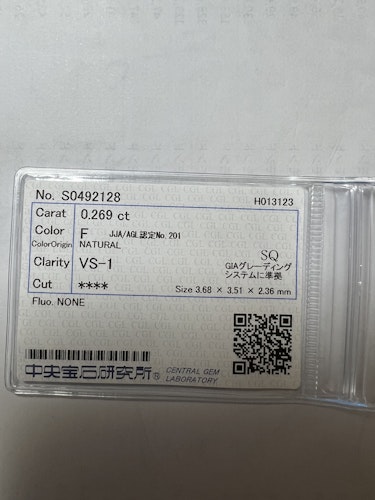 No. S0492128 H013123
Carat 0.269 ct
Color F JJA/AGL認定No.201
ColorOrigin NATURAL
SQ
Clarity VS-1 GIAグレーディング
システムに準拠
Cut ****
Size 3.68 × 3.51 × 2.36 mm
Fluo. NONE
中央宝石研究所® CENTRAL GEM
LABORATORY